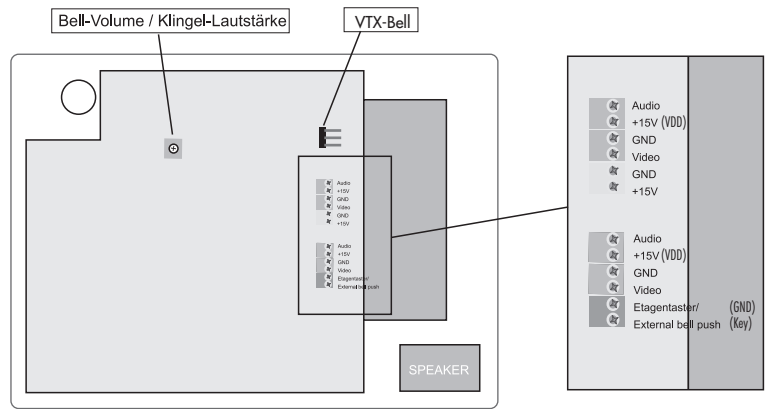 Bell-Volume / Klingel-Lautstärke
VTX-Bell
Audio
+15V
GND
Video
GND
+15V
Audio
+15V
GND
Video
Etagentaster/
External bell push
SPEAKER
Audio
+15V (VDD)
GND
Video
GND
+15V
Audio
+15V (VDD)
GND
Video
Etagentaster/ (GND)
External bell push (Key)